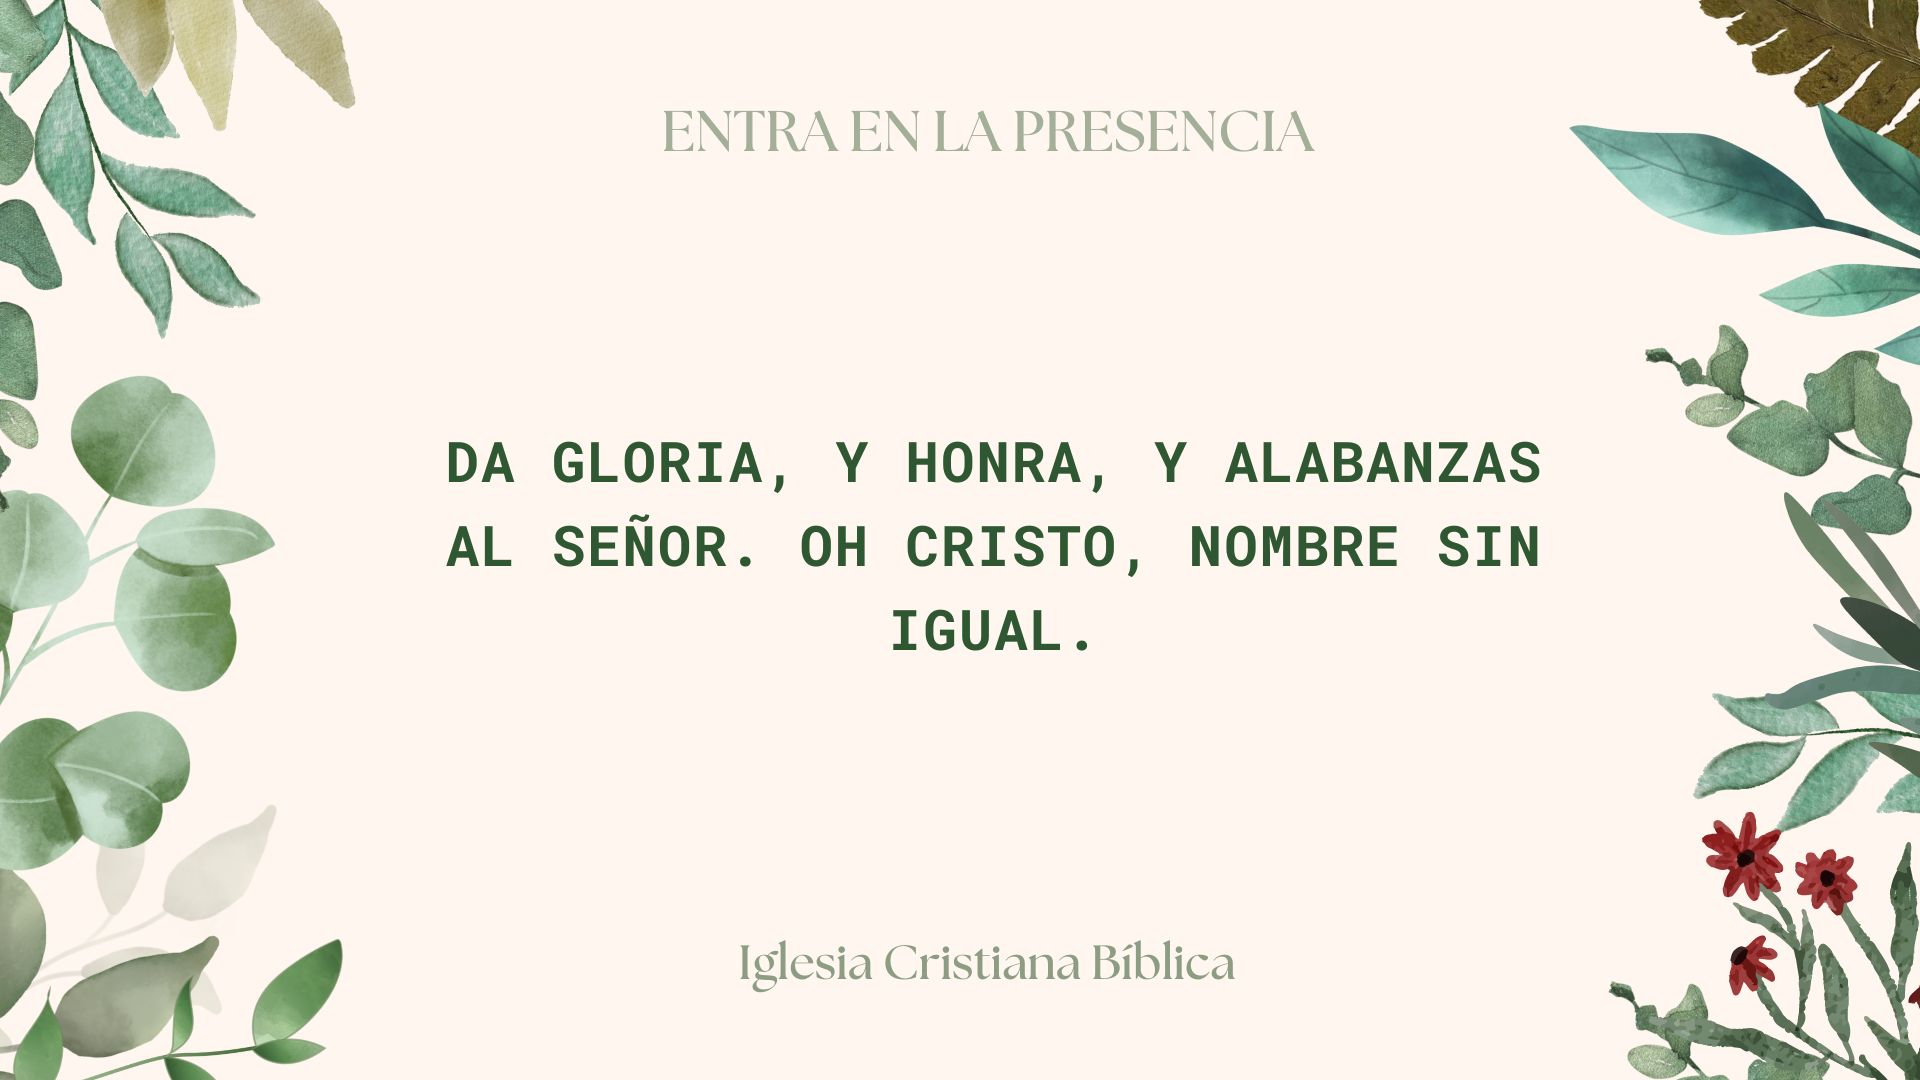 ENTRA EN LA PRESENCIA
DA GLORIA, Y HONRA, Y ALABANZAS
AL SEÑOR. OH CRISTO, NOMBRE SIN
IGUAL.
Iglesia Cristiana Bíblica